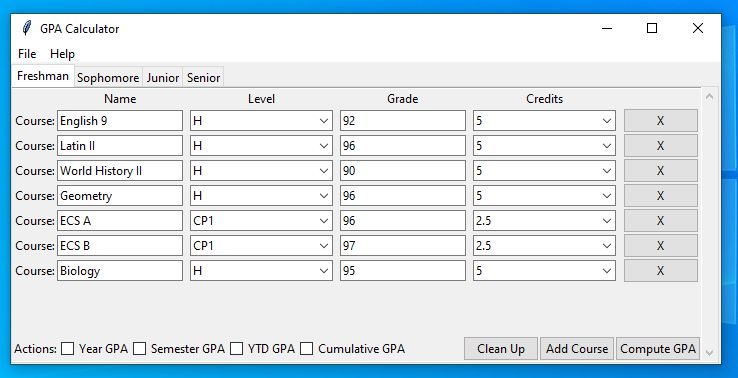 GPA Calculator
File Help
Freshman Sophomore Junior Senior
Name Level Grade Credits
Course: English 9 H 92 5 X
Course: Latin II H 96 5 X
Course: World History II H 90 5 X
Course: Geometry H 96 5 X
Course: ECS A CP1 96 2.5 X
Course: ECS B CP1 97 2.5 X
Course: Biology H 95 5 X
Actions: Year GPA Semester GPA YTD GPA Cumulative GPA Clean Up Add Course Compute GPA